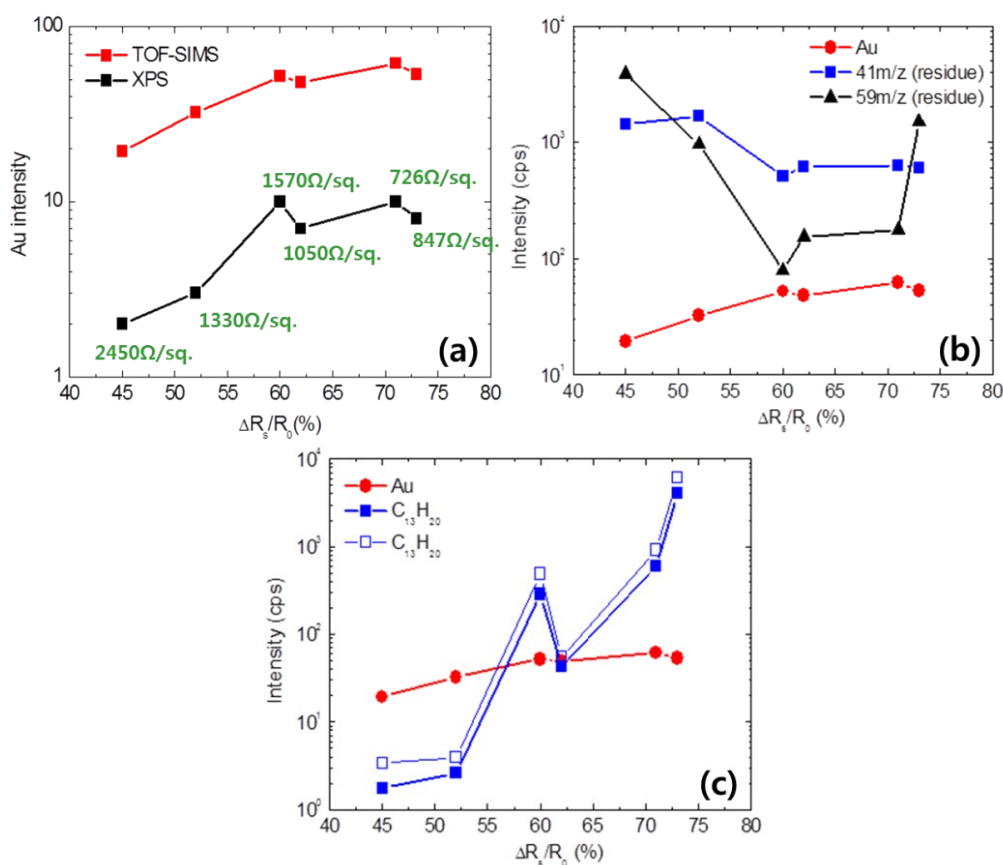 100
10
1
Au intensity
TOF-SIMS
XPS
1570Ω/sq.
726Ω/sq.
1050Ω/sq.
847Ω/sq.
1330Ω/sq.
2450Ω/sq.
(a)
40 45 50 55 60 65 70 75 80
ΔRₛ/R₀(%)
10⁴
10³
10²
10¹
Intensity (cps)
Au
41m/z (residue)
59m/z (residue)
(b)
40 45 50 55 60 65 70 75 80
ΔRₛ/R₀ (%)
10⁴
10³
10²
10¹
10⁰
Intensity (cps)
Au
C₁₃H₂₀
C₁₃H₂₀
(c)
40 45 50 55 60 65 70 75 80
ΔRₛ/R₀ (%)